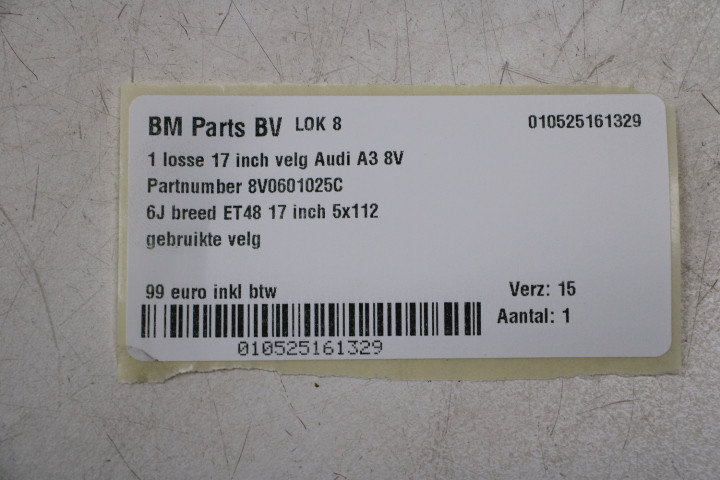 BM Parts BV LOK 8 010525161329
1 losse 17 inch velg Audi A3 8V
Partnumber 8V0601025C
6J breed ET48 17 inch 5x112
gebruikte velg
99 euro inkl btw Verz: 15
Aantal: 1
010525161329